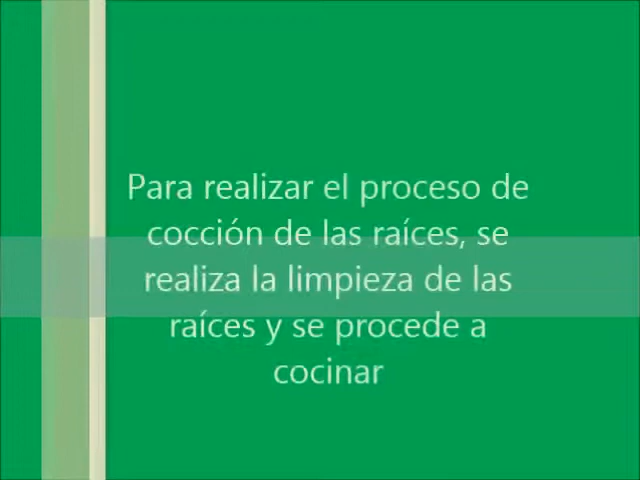 Para realizar el proceso de
cocción de las raíces, se
realiza la limpieza de las
raíces y se procede a
cocinar